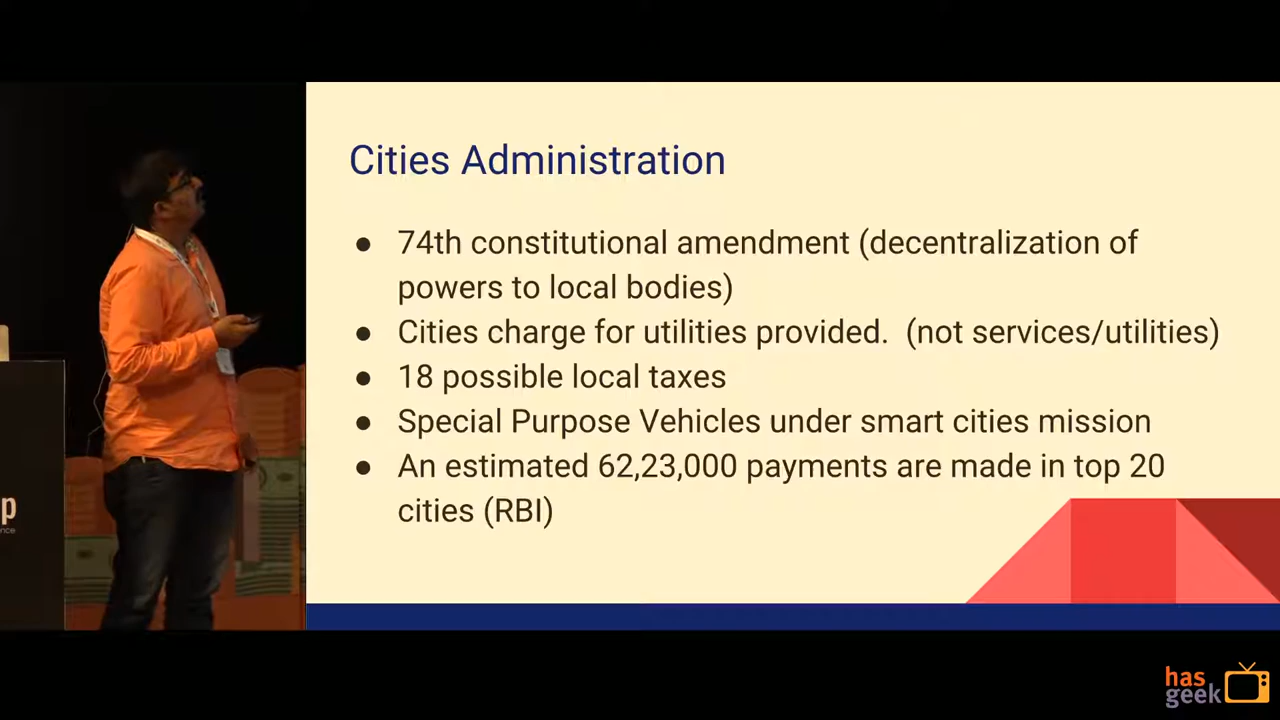 Cities Administration
● 74th constitutional amendment (decentralization of
powers to local bodies)
● Cities charge for utilities provided.  (not services/utilities)
● 18 possible local taxes
● Special Purpose Vehicles under smart cities mission
● An estimated 62,23,000 payments are made in top 20
cities (RBI)
has
geek